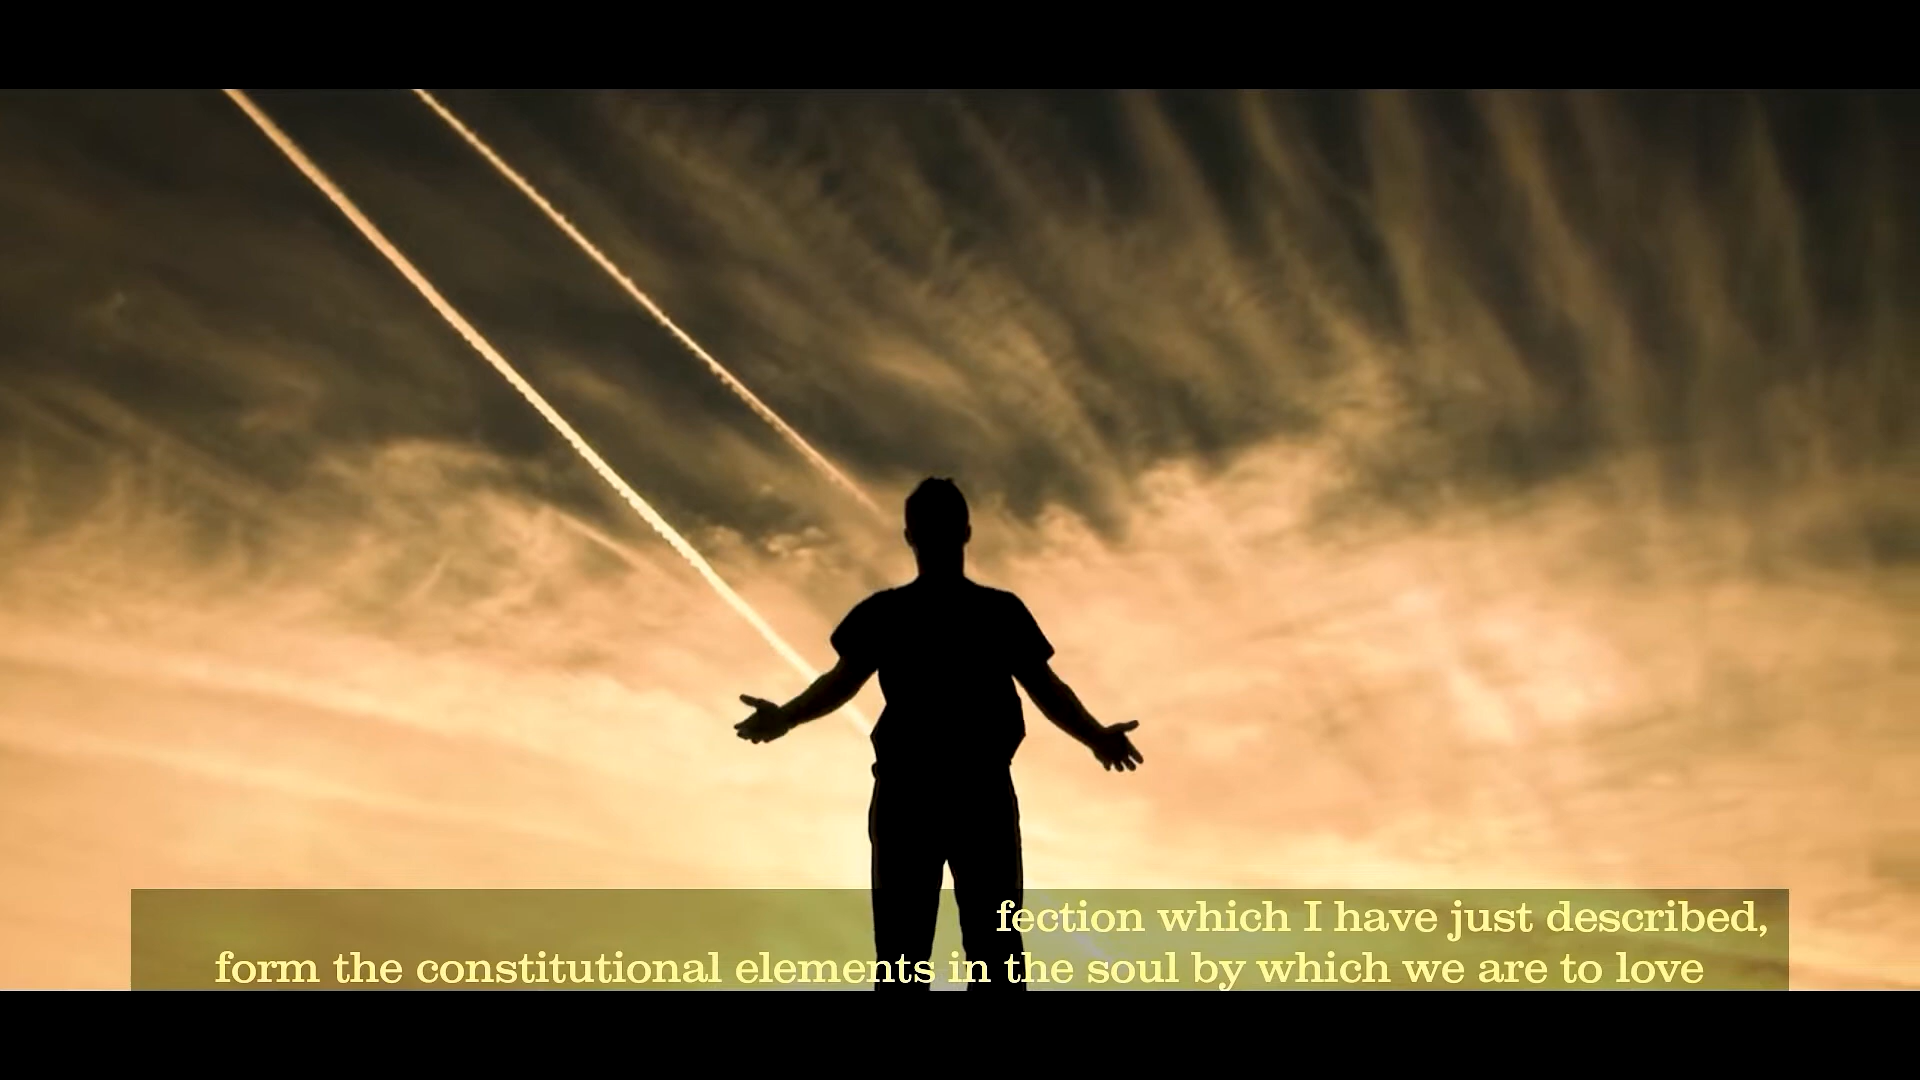 fection which I have just described,
form the constitutional elements in the soul by which we are to love